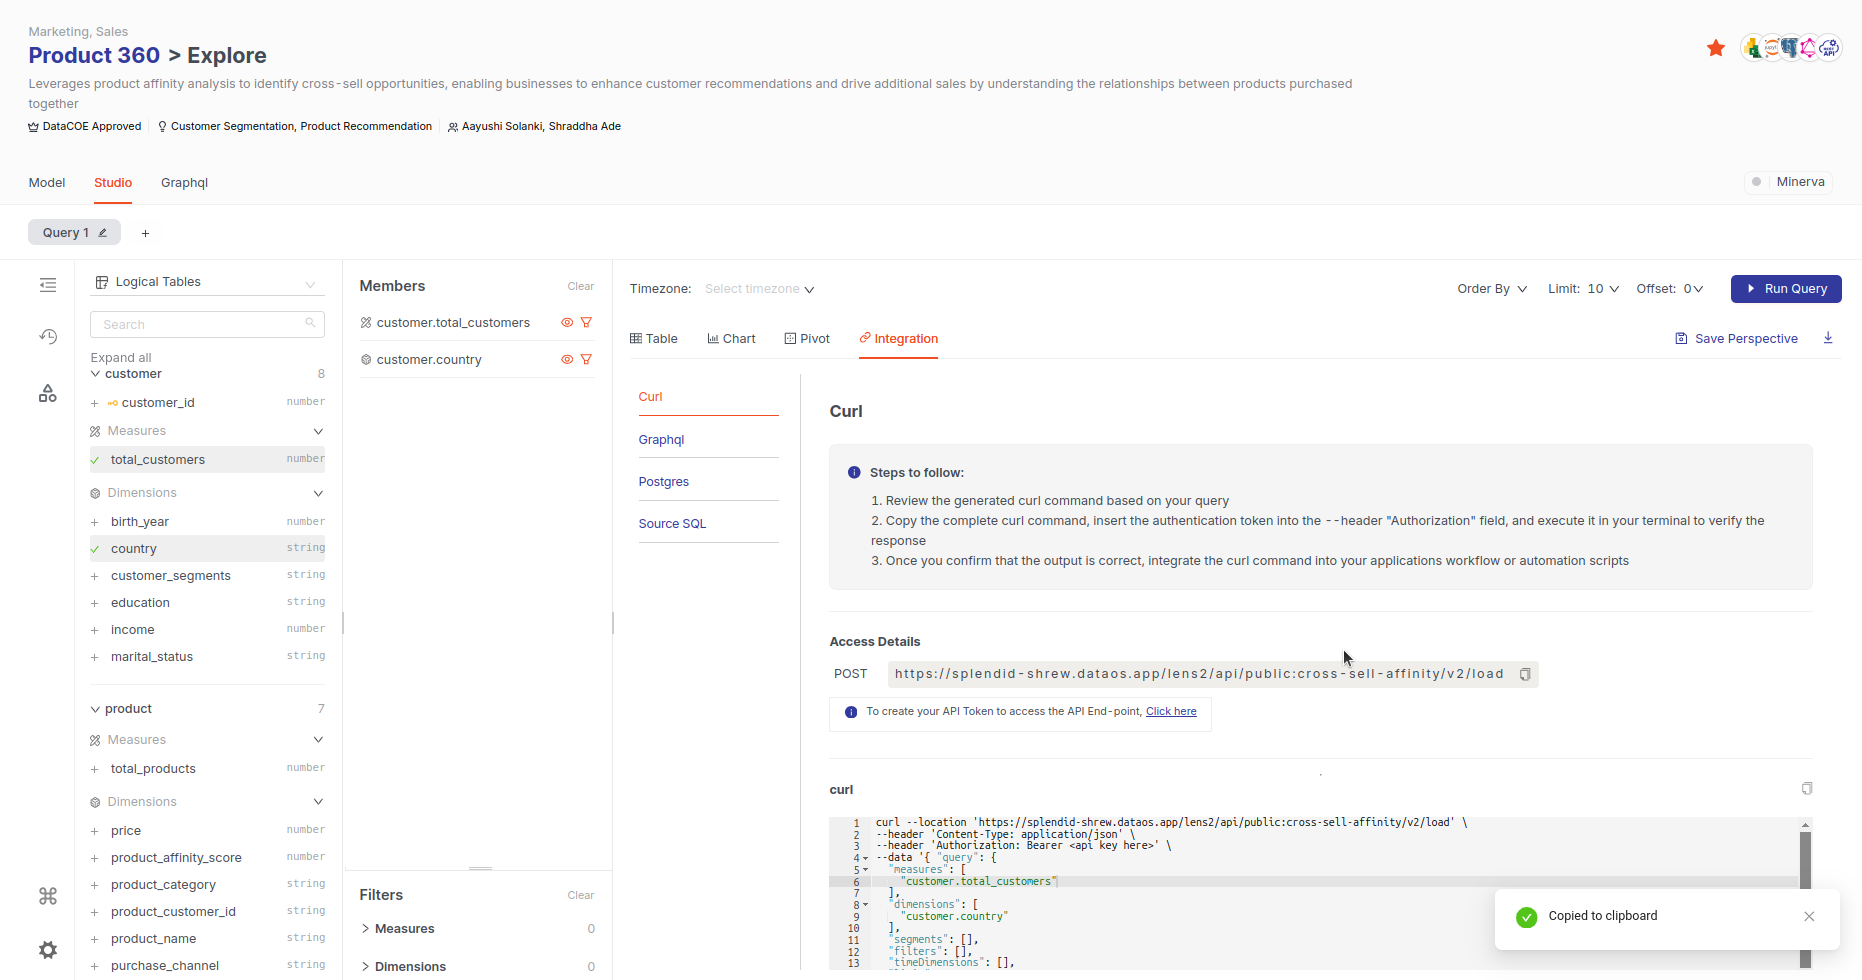 Marketing, Sales
Product 360 > Explore
Leverages product affinity analysis to identify cross-sell opportunities, enabling businesses to enhance customer recommendations and drive additional sales by understanding the relationships between products purchased
together
DataCOE Approved Customer Segmentation, Product Recommendation Aayushi Solanki, Shraddha Ade
Model Studio Graphql Minerva
Query 1 +
Logical Tables
Search
Expand all
customer 8
+ customer_id number
Measures
total_customers number
Dimensions
+ birth_year number
country string
+ customer_segments string
+ education string
+ income number
+ marital_status string
product 7
Measures
+ total_products number
Dimensions
+ price number
+ product_affinity_score number
+ product_category string
+ product_customer_id string
+ product_name string
+ purchase_channel string
Members Clear
customer.total_customers
customer.country
Filters Clear
Measures 0
Dimensions 0
Timezone: Select timezone Order By Limit: 10 Offset: 0 Run Query
Table Chart Pivot Integration Save Perspective
Curl
Graphql
Postgres
Source SQL
Curl
Steps to follow:
1. Review the generated curl command based on your query
2. Copy the complete curl command, insert the authentication token into the --header "Authorization" field, and execute it in your terminal to verify the
response
3. Once you confirm that the output is correct, integrate the curl command into your applications workflow or automation scripts
Access Details
POST https://splendid-shrew.dataos.app/lens2/api/public:cross-sell-affinity/v2/load
To create your API Token to access the API End-point, Click here
curl
1 curl --location 'https://splendid-shrew.dataos.app/lens2/api/public:cross-sell-affinity/v2/load' \
2 --header 'Content-Type: application/json' \
3 --header 'Authorization: Bearer <api key here>' \
4 --data '{ "query": {
5 "measures": [
6 "customer.total_customers"
7 ],
8 "dimensions": [
9 "customer.country"
10 ],
11 "segments": [],
12 "filters": [],
13 "timeDimensions": [],
Copied to clipboard